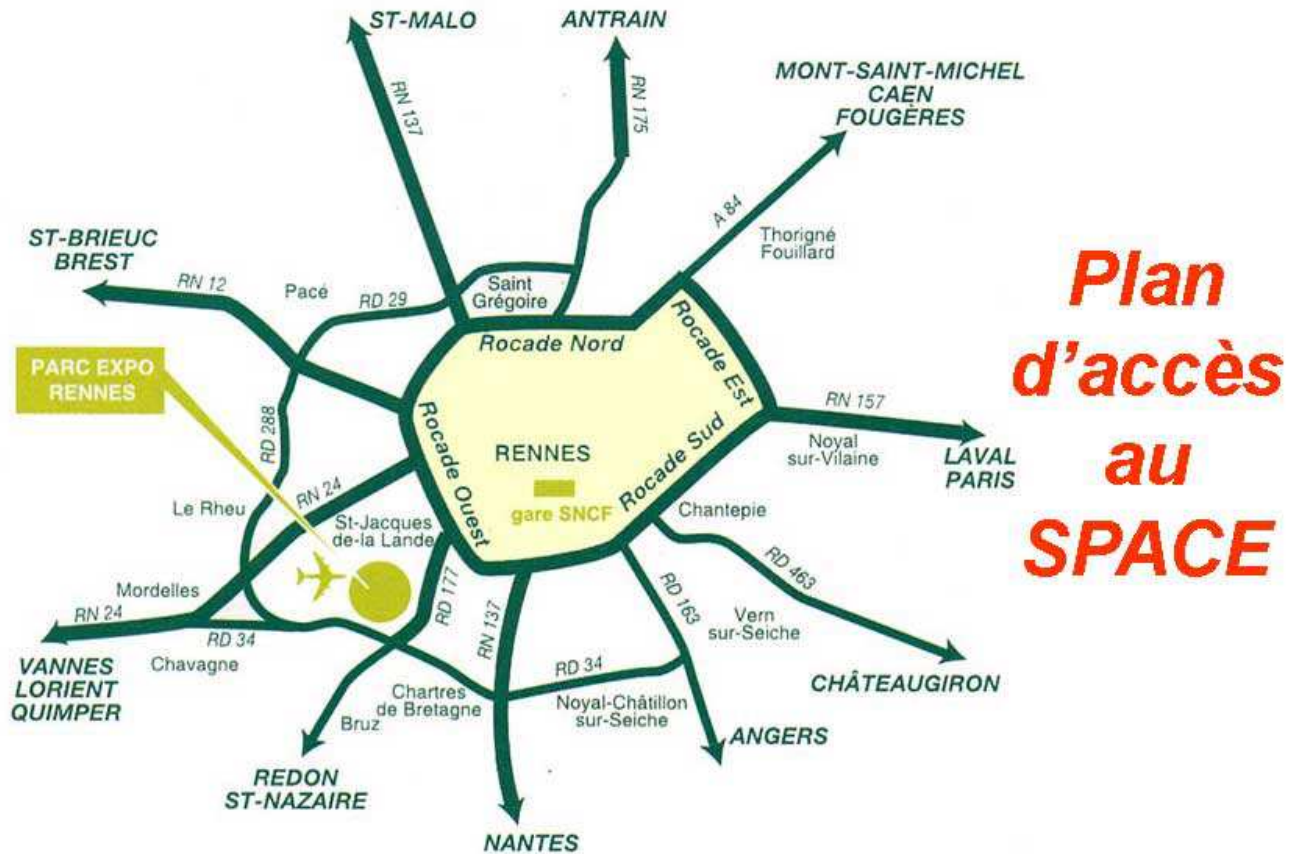 ST-MALO
ANTRAIN
MONT-SAINT-MICHEL
CAEN
FOUGÈRES
RN 137
RN 175
A 84
Thorigné
Fouillard
ST-BRIEUC
BREST
RN 12
Pacé
RD 29
Saint
Grégoire
Rocade Nord
Rocade Est
PARC EXPO
RENNES
RD 288
Rocade Ouest
RENNES
gare SNCF
Rocade Sud
RN 157
Noyal
sur-Vilaine
LAVAL
PARIS
Plan
d'accès
au
SPACE
Le Rheu
RN 24
St-Jacques
de-la Lande
Chantepie
RD 463
Mordelles
RN 24
RD 34
Chavagne
RD 177
RN 137
RD 163
Vern
sur-Seiche
VANNES
LORIENT
QUIMPER
Chartres
de Bretagne
Bruz
RD 34
Noyal-Châtillon
sur-Seiche
CHÂTEAUGIRON
ANGERS
REDON
ST-NAZAIRE
NANTES